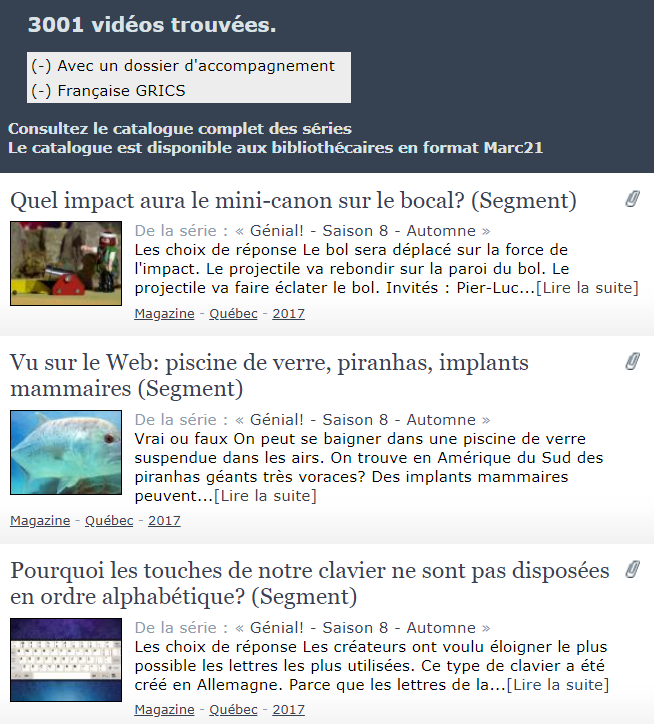 3001 vidéos trouvées.
(-) Avec un dossier d'accompagnement
(-) Française GRICS
Consultez le catalogue complet des séries
Le catalogue est disponible aux bibliothécaires en format Marc21
Quel impact aura le mini-canon sur le bocal? (Segment)
De la série : « Génial! - Saison 8 - Automne »
Les choix de réponse Le bol sera déplacé sur la force de
l'impact. Le projectile va rebondir sur la paroi du bol. Le
projectile va faire éclater le bol. Invités : Pier-Luc...[Lire la suite]
Magazine - Québec - 2017
Vu sur le Web: piscine de verre, piranhas, implants
mammaires (Segment)
De la série : « Génial! - Saison 8 - Automne »
Vrai ou faux On peut se baigner dans une piscine de verre
suspendue dans les airs. On trouve en Amérique du Sud des
piranhas géants très voraces? Des implants mammaires
peuvent...[Lire la suite]
Magazine - Québec - 2017
Pourquoi les touches de notre clavier ne sont pas disposées
en ordre alphabétique? (Segment)
De la série : « Génial! - Saison 8 - Automne »
Les choix de réponse Les créateurs ont voulu éloigner le plus
possible les lettres les plus utilisées. Ce type de clavier a été
créé en Allemagne. Parce que les lettres de la...[Lire la suite]
Magazine - Québec - 2017